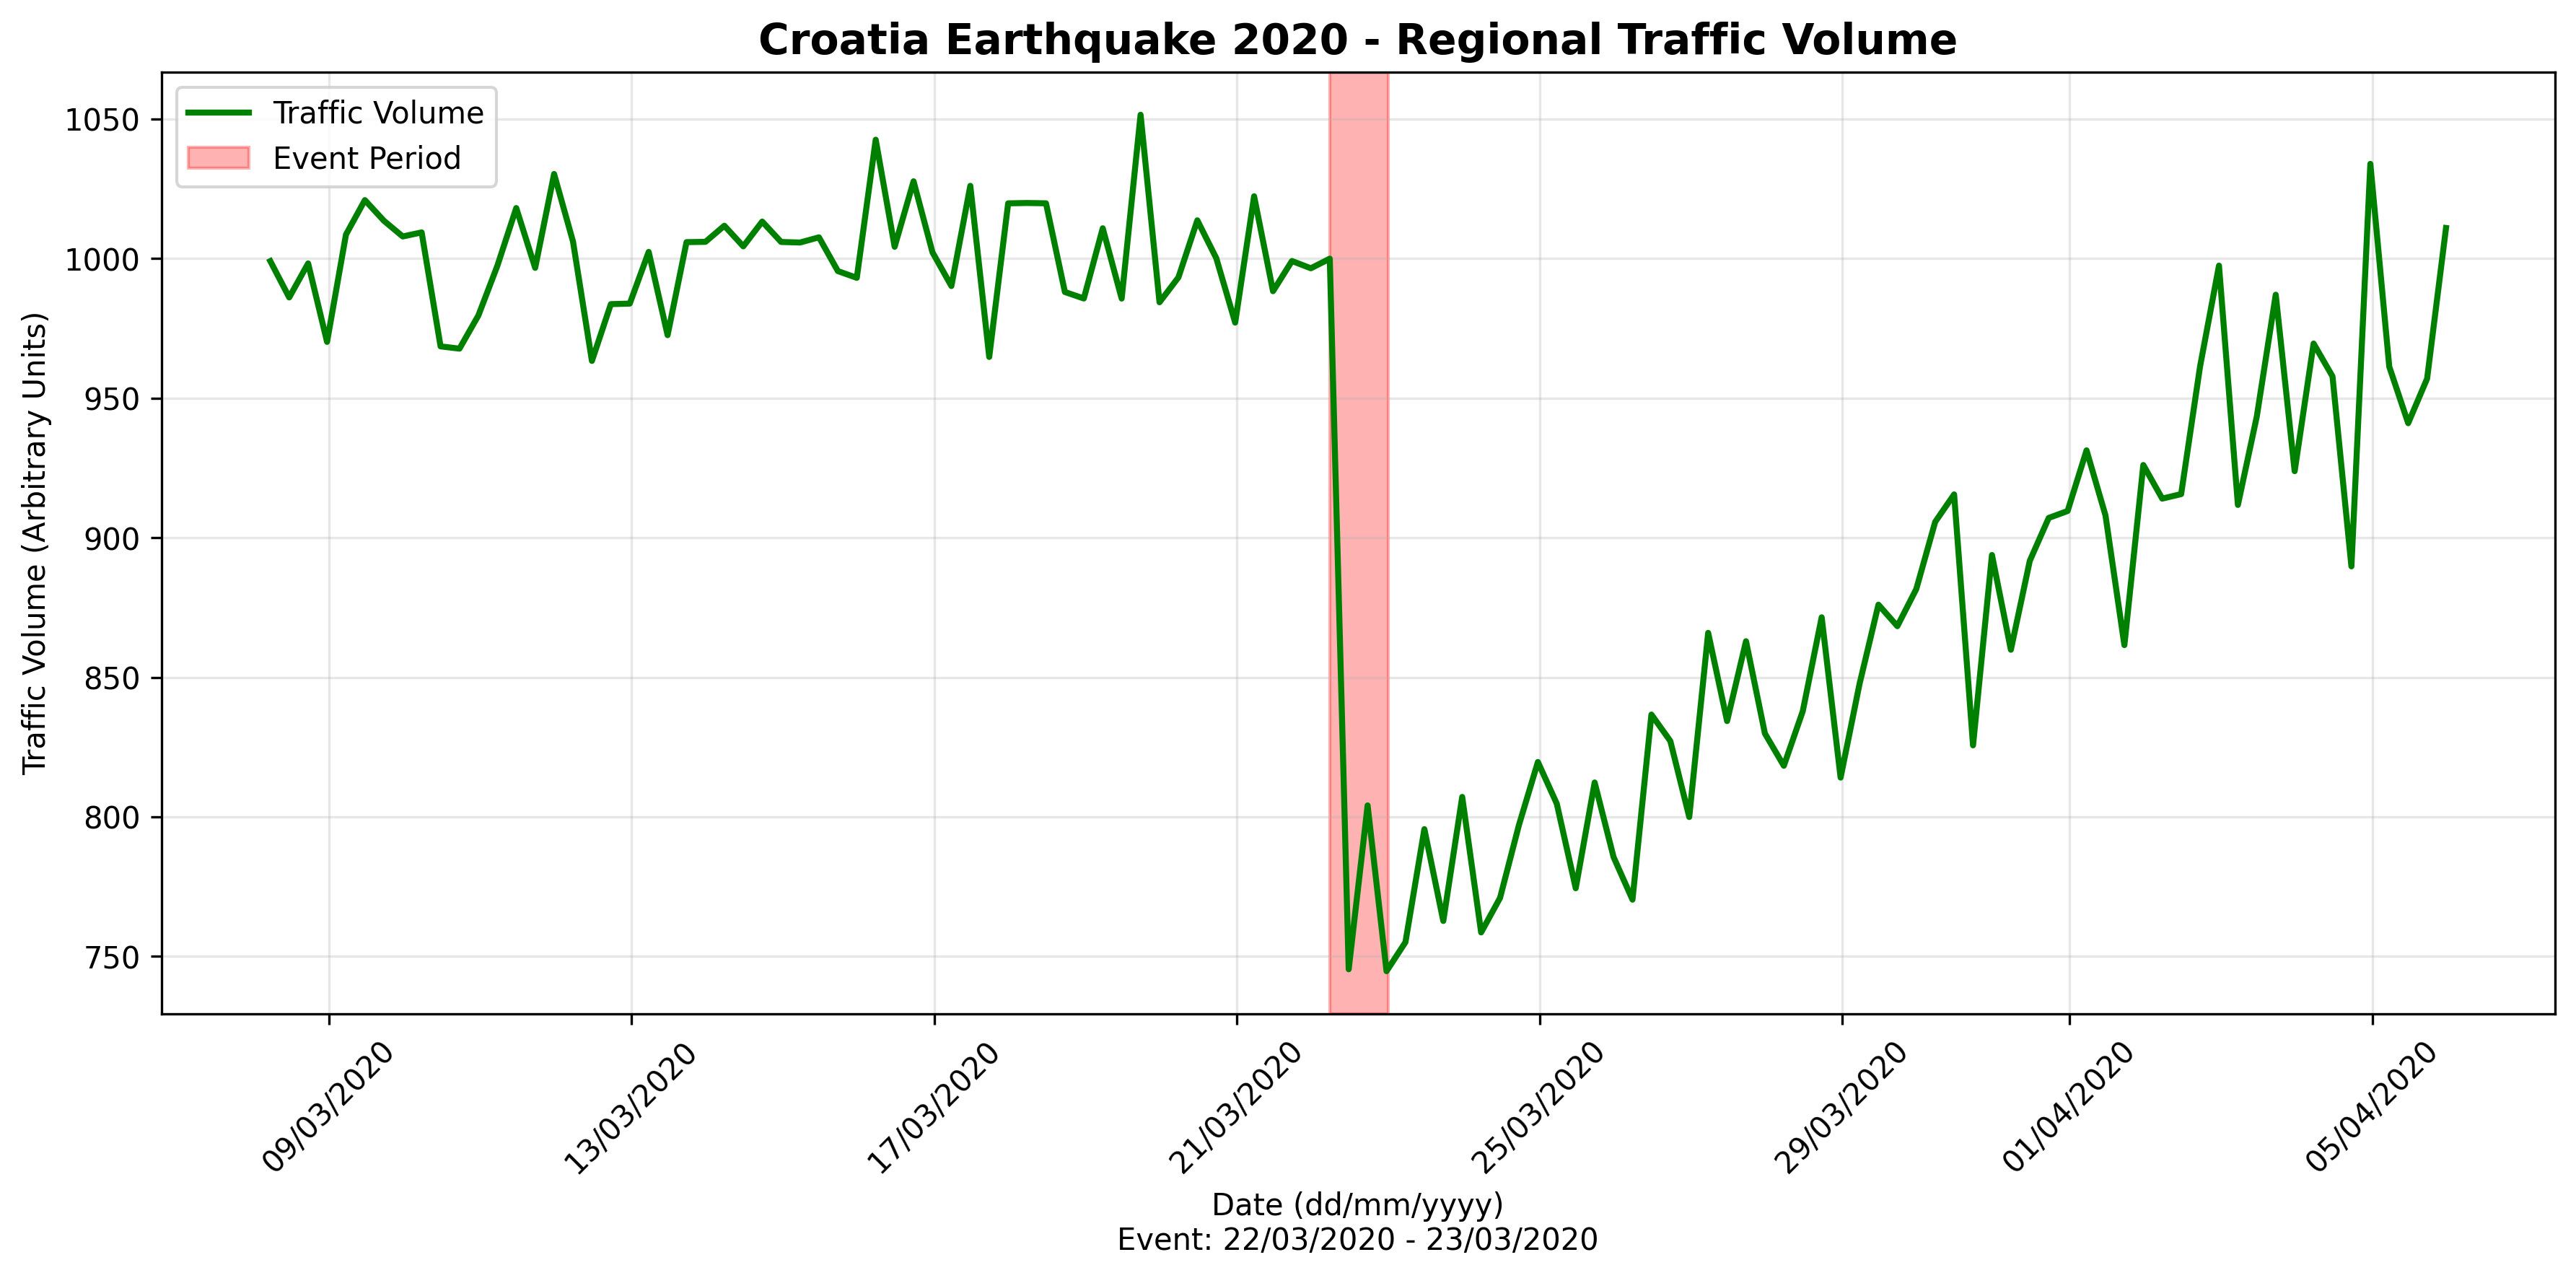 Croatia Earthquake 2020 - Regional Traffic Volume
Traffic Volume
Event Period
Traffic Volume (Arbitrary Units)
1050
1000
950
900
850
800
750
09/03/2020
13/03/2020
17/03/2020
21/03/2020
25/03/2020
29/03/2020
01/04/2020
05/04/2020
Date (dd/mm/yyyy)
Event: 22/03/2020 - 23/03/2020